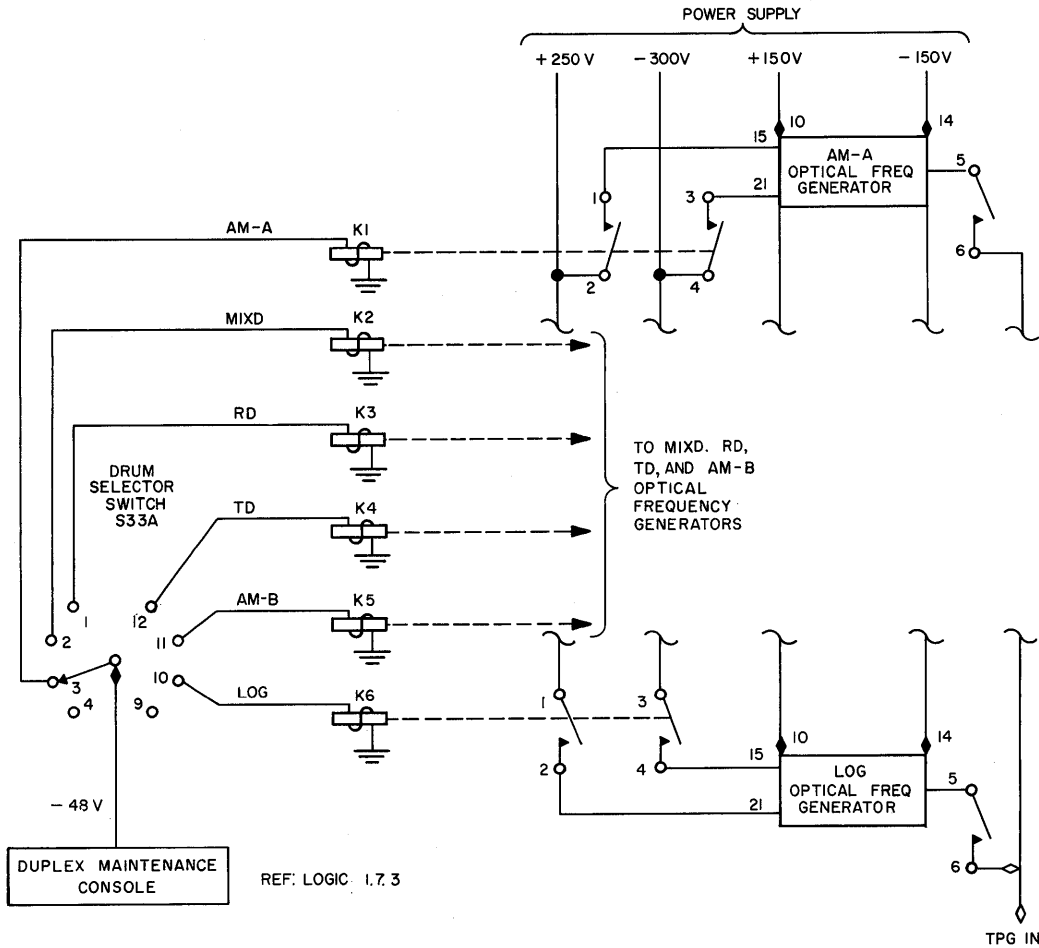 POWER SUPPLY
+250V
−300V
+150V
−150V
10
14
15
AM-A
OPTICAL FREQ
GENERATOR
5
1
3
21
AM-A
K1
6
2
4
MIXD
K2
RD
K3
TO MIXD. RD,
TD, AND AM-B
OPTICAL
FREQUENCY
GENERATORS
DRUM
SELECTOR
SWITCH
S33A
TD
K4
1
12
AM-B
K5
2
11
3
10
4
9
LOG
K6
1
3
10
14
2
4
15
LOG
OPTICAL FREQ
GENERATOR
5
21
6
−48V
DUPLEX MAINTENANCE
CONSOLE
REF: LOGIC 1.7.3
TPG IN